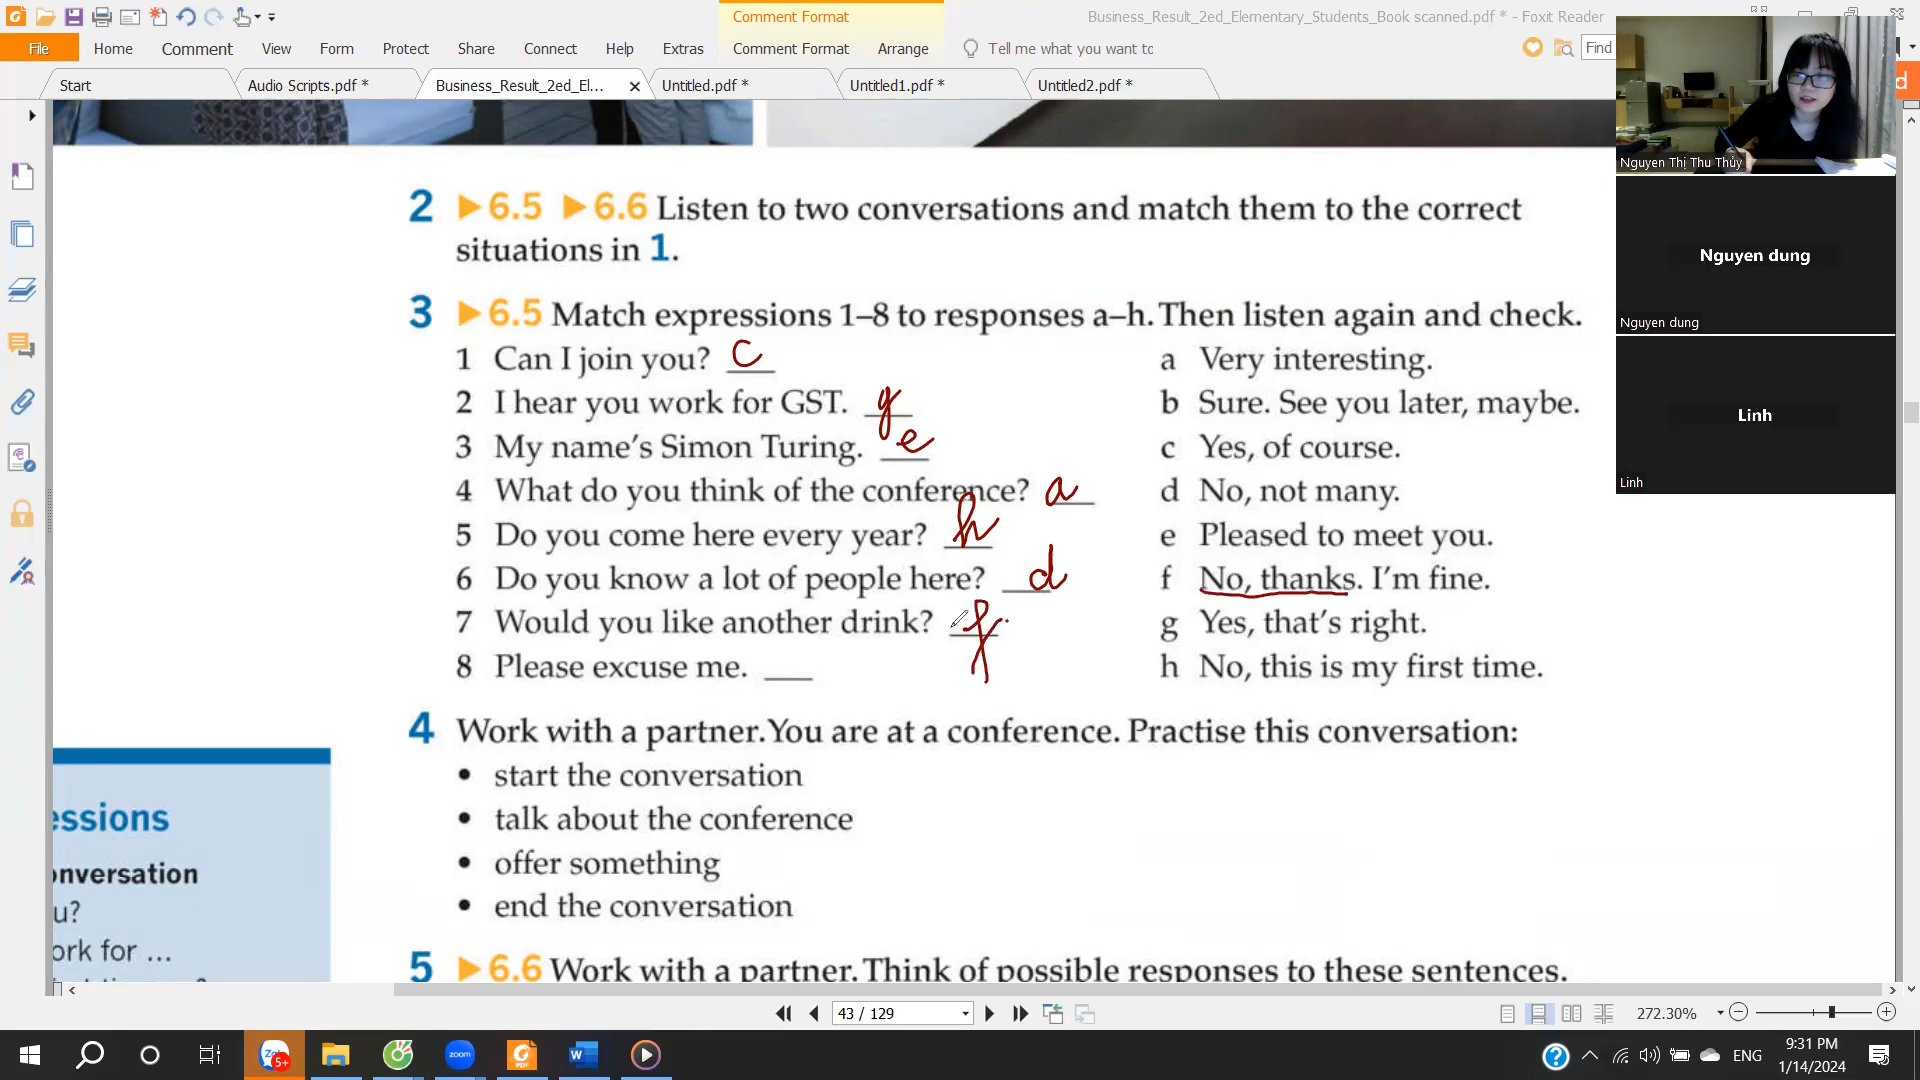 Comment Format
Business_Result_2ed_Elementary_Students_Book scanned.pdf * - Foxit Reader
File Home Comment View Form Protect Share Connect Help Extras Comment Format Arrange Tell me what you want to Find
Start Audio Scripts.pdf * Business_Result_2ed_El... Untitled.pdf * Untitled1.pdf * Untitled2.pdf *
2 6.5 6.6 Listen to two conversations and match them to the correct
situations in 1.
3 6.5 Match expressions 1–8 to responses a–h. Then listen again and check.
1 Can I join you? c
2 I hear you work for GST. g
3 My name's Simon Turing. e
4 What do you think of the conference? a
5 Do you come here every year? h
6 Do you know a lot of people here? d
7 Would you like another drink? f
8 Please excuse me. ___
a Very interesting.
b Sure. See you later, maybe.
c Yes, of course.
d No, not many.
e Pleased to meet you.
f No, thanks. I'm fine.
g Yes, that's right.
h No, this is my first time.
4 Work with a partner. You are at a conference. Practise this conversation:
• start the conversation
• talk about the conference
• offer something
• end the conversation
5 6.6 Work with a partner. Think of possible responses to these sentences.
essions
onversation
u?
ork for ...
Nguyen Thị Thu Thủy
Nguyen dung
Nguyen dung
Linh
Linh
d
43 / 129
272.30%
5+
zoom
PDF
W
ENG
9:31 PM
1/14/2024